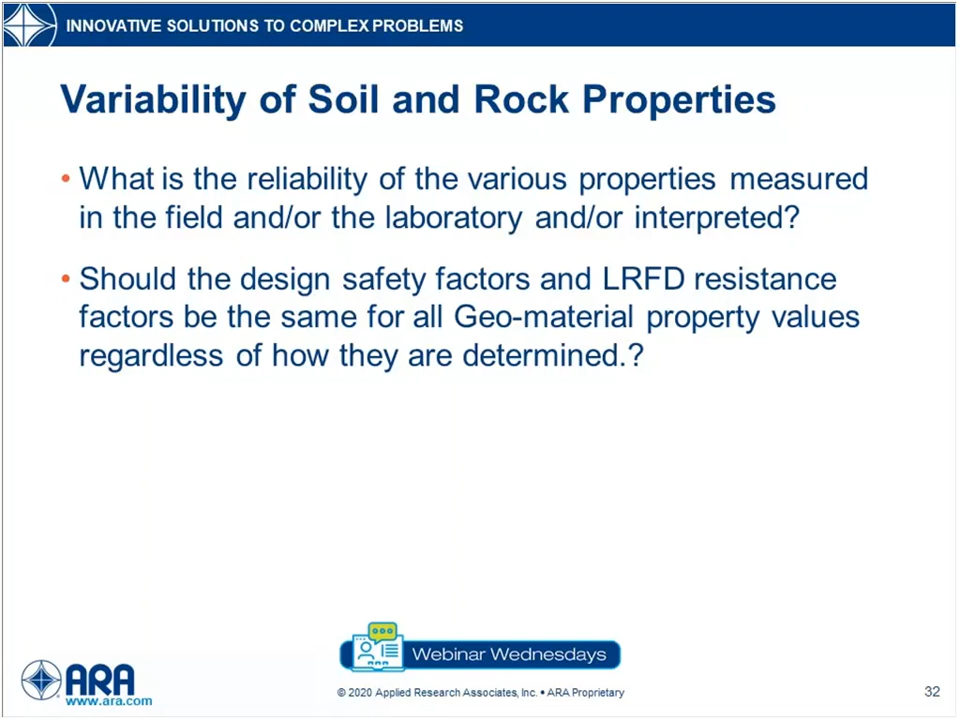 INNOVATIVE SOLUTIONS TO COMPLEX PROBLEMS
Variability of Soil and Rock Properties
• What is the reliability of the various properties measured
in the field and/or the laboratory and/or interpreted?
• Should the design safety factors and LRFD resistance
factors be the same for all Geo-material property values
regardless of how they are determined.?
ARA
Webinar Wednesdays
ARA
www.ara.com
© 2020 Applied Research Associates, Inc. • ARA Proprietary
32